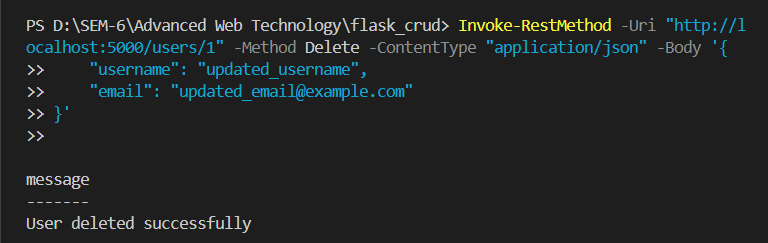 PS D:\SEM-6\Advanced Web Technology\flask_crud> Invoke-RestMethod -Uri "http://l
ocalhost:5000/users/1" -Method Delete -ContentType "application/json" -Body '{
>>     "username": "updated_username",
>>     "email": "updated_email@example.com"
>> }'
>>
message
-------
User deleted successfully